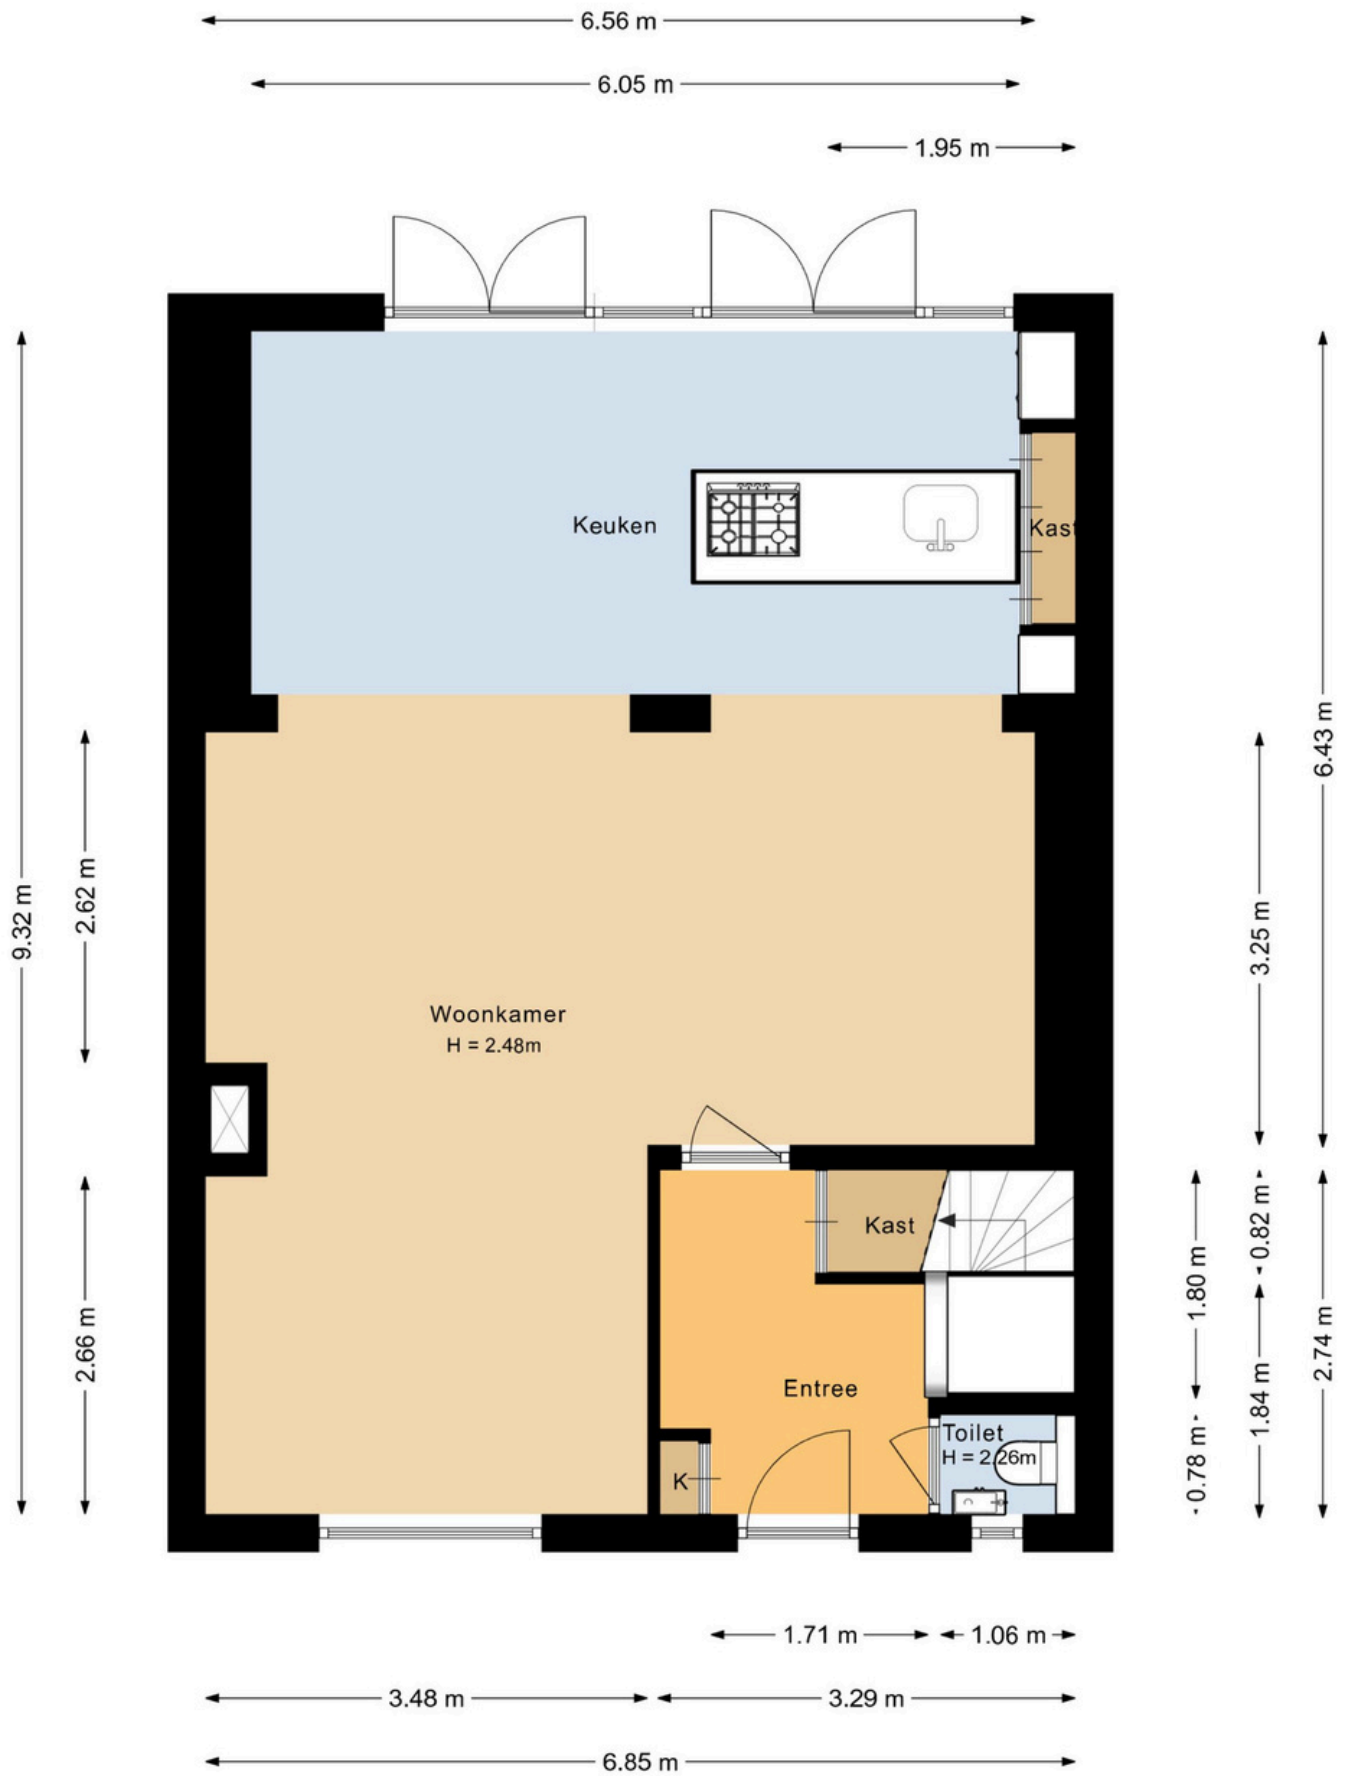 6.56 m
6.05 m
1.95 m
Keuken
Kast
6.43 m
9.32 m
2.62 m
3.25 m
Woonkamer
H = 2.48m
Kast
0.82 m
1.80 m
2.66 m
2.74 m
Entree
1.84 m
Toilet
H = 2.26m
K
0.78 m
1.71 m
1.06 m
3.48 m
3.29 m
6.85 m